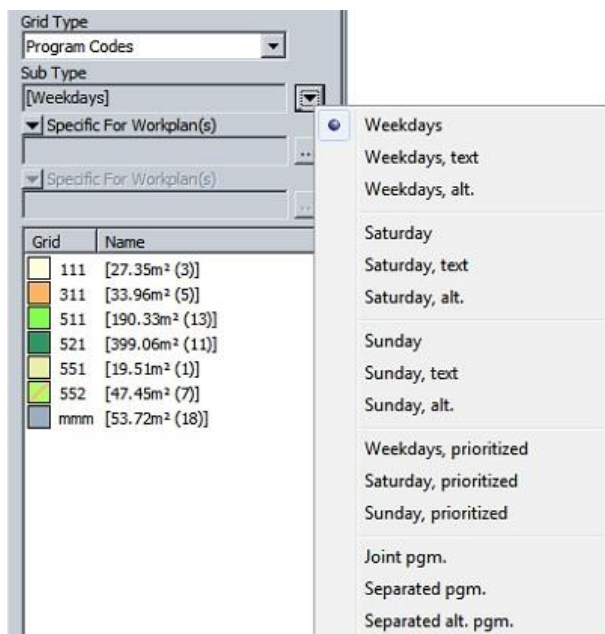 Grid Type
Program Codes
Sub Type
[Weekdays]
Specific For Workplan(s)
..
Specific For Workplan(s)
..
Grid Name
111 [27.35m² (3)]
311 [33.96m² (5)]
511 [190.33m² (13)]
521 [399.06m² (11)]
551 [19.51m² (1)]
552 [47.45m² (7)]
mmm [53.72m² (18)]
Weekdays
Weekdays, text
Weekdays, alt.
Saturday
Saturday, text
Saturday, alt.
Sunday
Sunday, text
Sunday, alt.
Weekdays, prioritized
Saturday, prioritized
Sunday, prioritized
Joint pgm.
Separated pgm.
Separated alt. pgm.